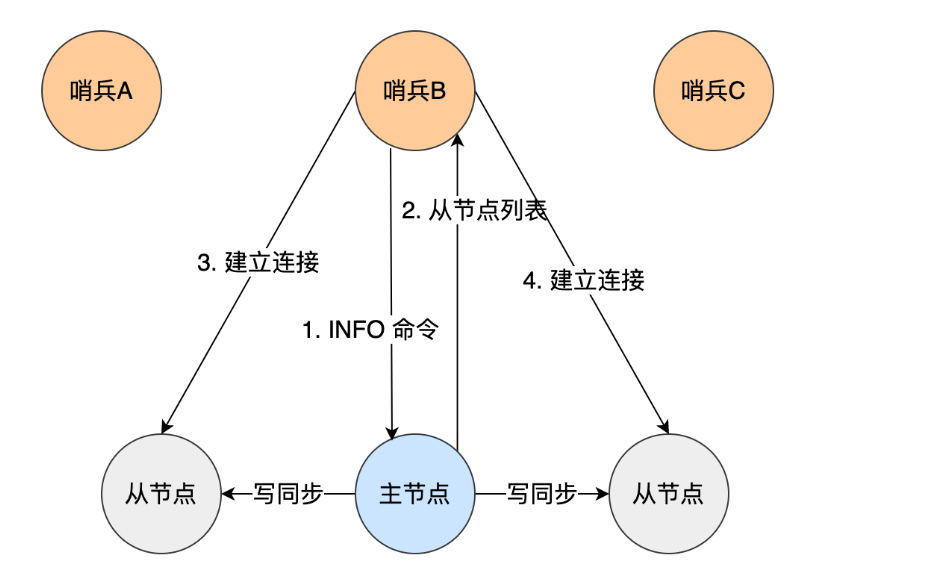 哨兵A
哨兵B
哨兵C
2. 从节点列表
3. 建立连接
4. 建立连接
1. INFO 命令
从节点
写同步
主节点
写同步
从节点